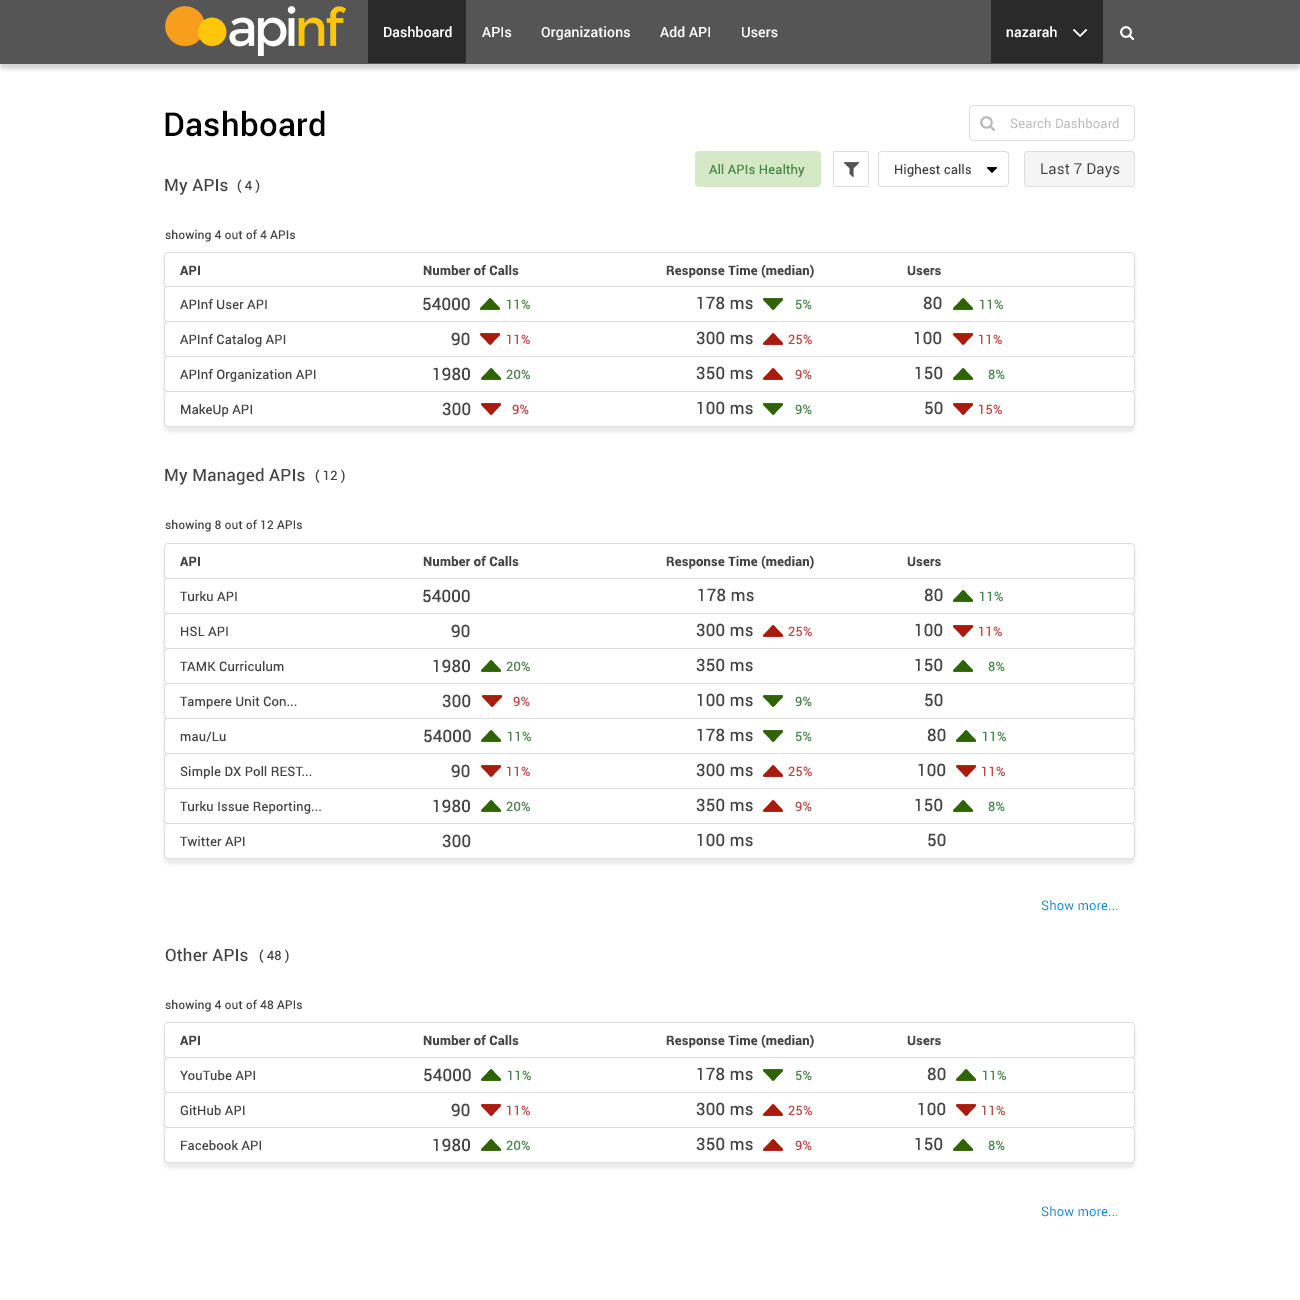 apinf
Dashboard APIs Organizations Add API Users nazarah
Dashboard
Search Dashboard
All APIs Healthy Highest calls Last 7 Days
My APIs ( 4 )
showing 4 out of 4 APIs
API Number of Calls Response Time (median) Users
APInf User API 54000 11% 178 ms 5% 80 11%
APInf Catalog API 90 11% 300 ms 25% 100 11%
APInf Organization API 1980 20% 350 ms 9% 150 8%
MakeUp API 300 9% 100 ms 9% 50 15%
My Managed APIs ( 12 )
showing 8 out of 12 APIs
API Number of Calls Response Time (median) Users
Turku API 54000 178 ms 80 11%
HSL API 90 300 ms 25% 100 11%
TAMK Curriculum 1980 20% 350 ms 150 8%
Tampere Unit Con... 300 9% 100 ms 9% 50
mau/Lu 54000 11% 178 ms 5% 80 11%
Simple DX Poll REST... 90 11% 300 ms 25% 100 11%
Turku Issue Reporting... 1980 20% 350 ms 9% 150 8%
Twitter API 300 100 ms 50
Show more...
Other APIs ( 48 )
showing 4 out of 48 APIs
API Number of Calls Response Time (median) Users
YouTube API 54000 11% 178 ms 5% 80 11%
GitHub API 90 11% 300 ms 25% 100 11%
Facebook API 1980 20% 350 ms 9% 150 8%
Show more...